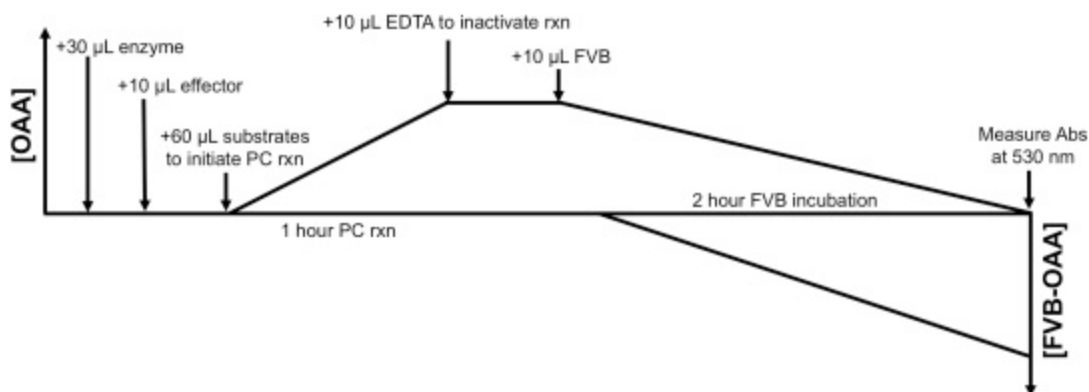 +10 µL EDTA to inactivate rxn
+30 µL enzyme
+10 µL FVB
+10 µL effector
+60 µL substrates
to initiate PC rxn
[OAA]
Measure Abs
at 530 nm
2 hour FVB incubation
1 hour PC rxn
[FVB-OAA]